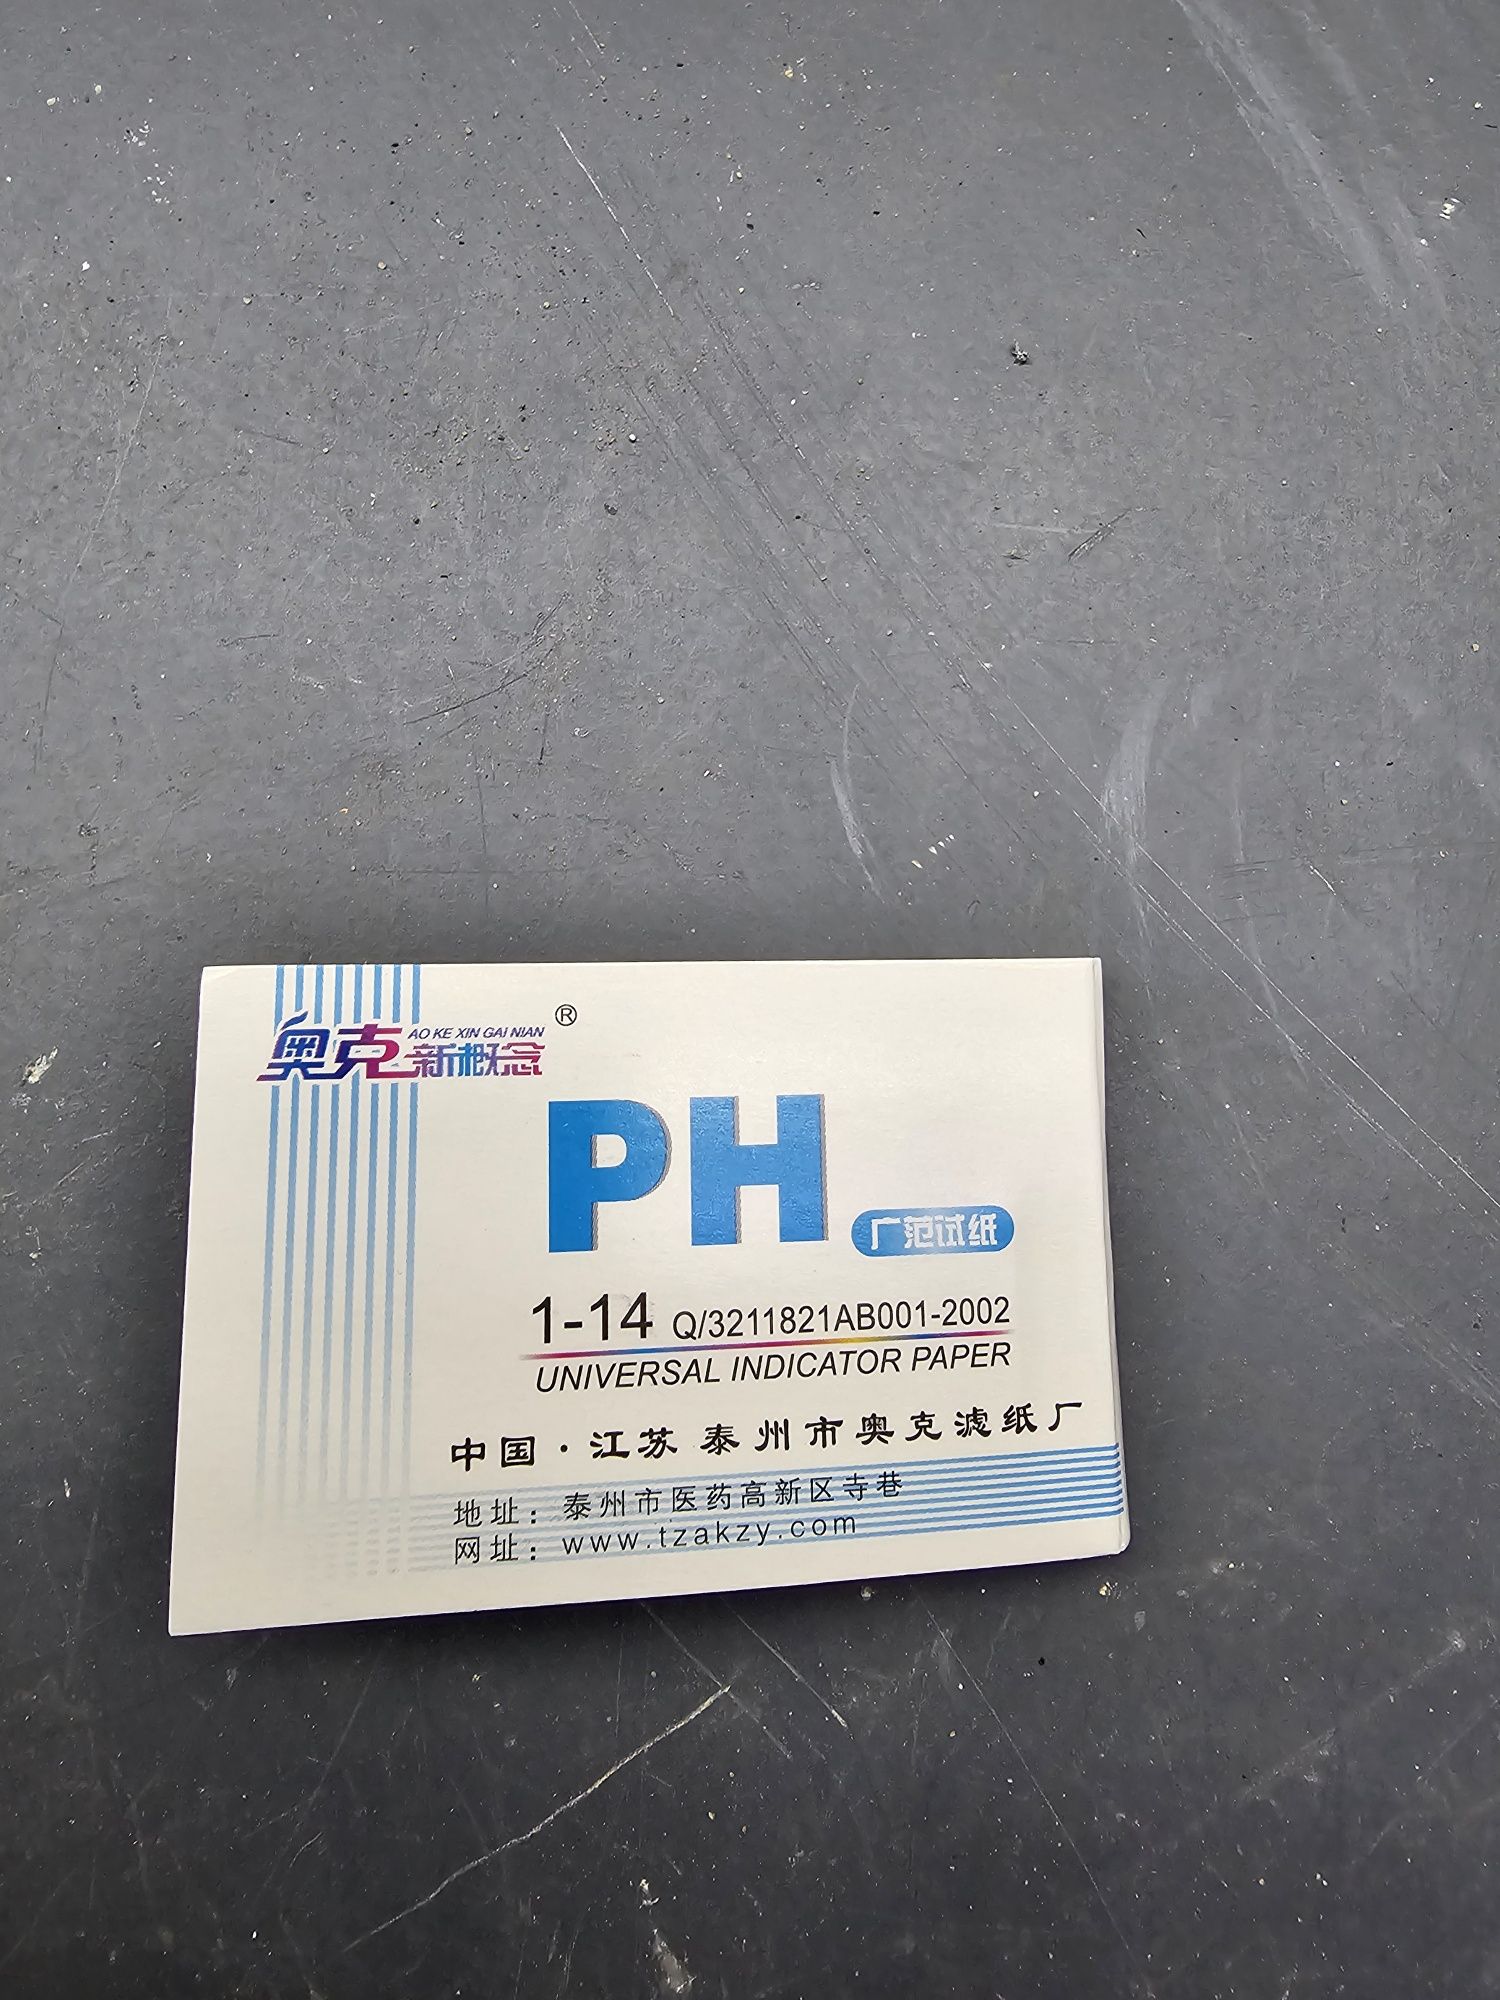 奥克 AO KE XIN GAI NIAN ®
新概念
PH
广范试纸
1-14 Q/3211821AB001-2002
UNIVERSAL INDICATOR PAPER
中国·江苏 泰州市奥克滤纸厂
地址：泰州市医药高新区寺巷
网址：www.tzakzy.com